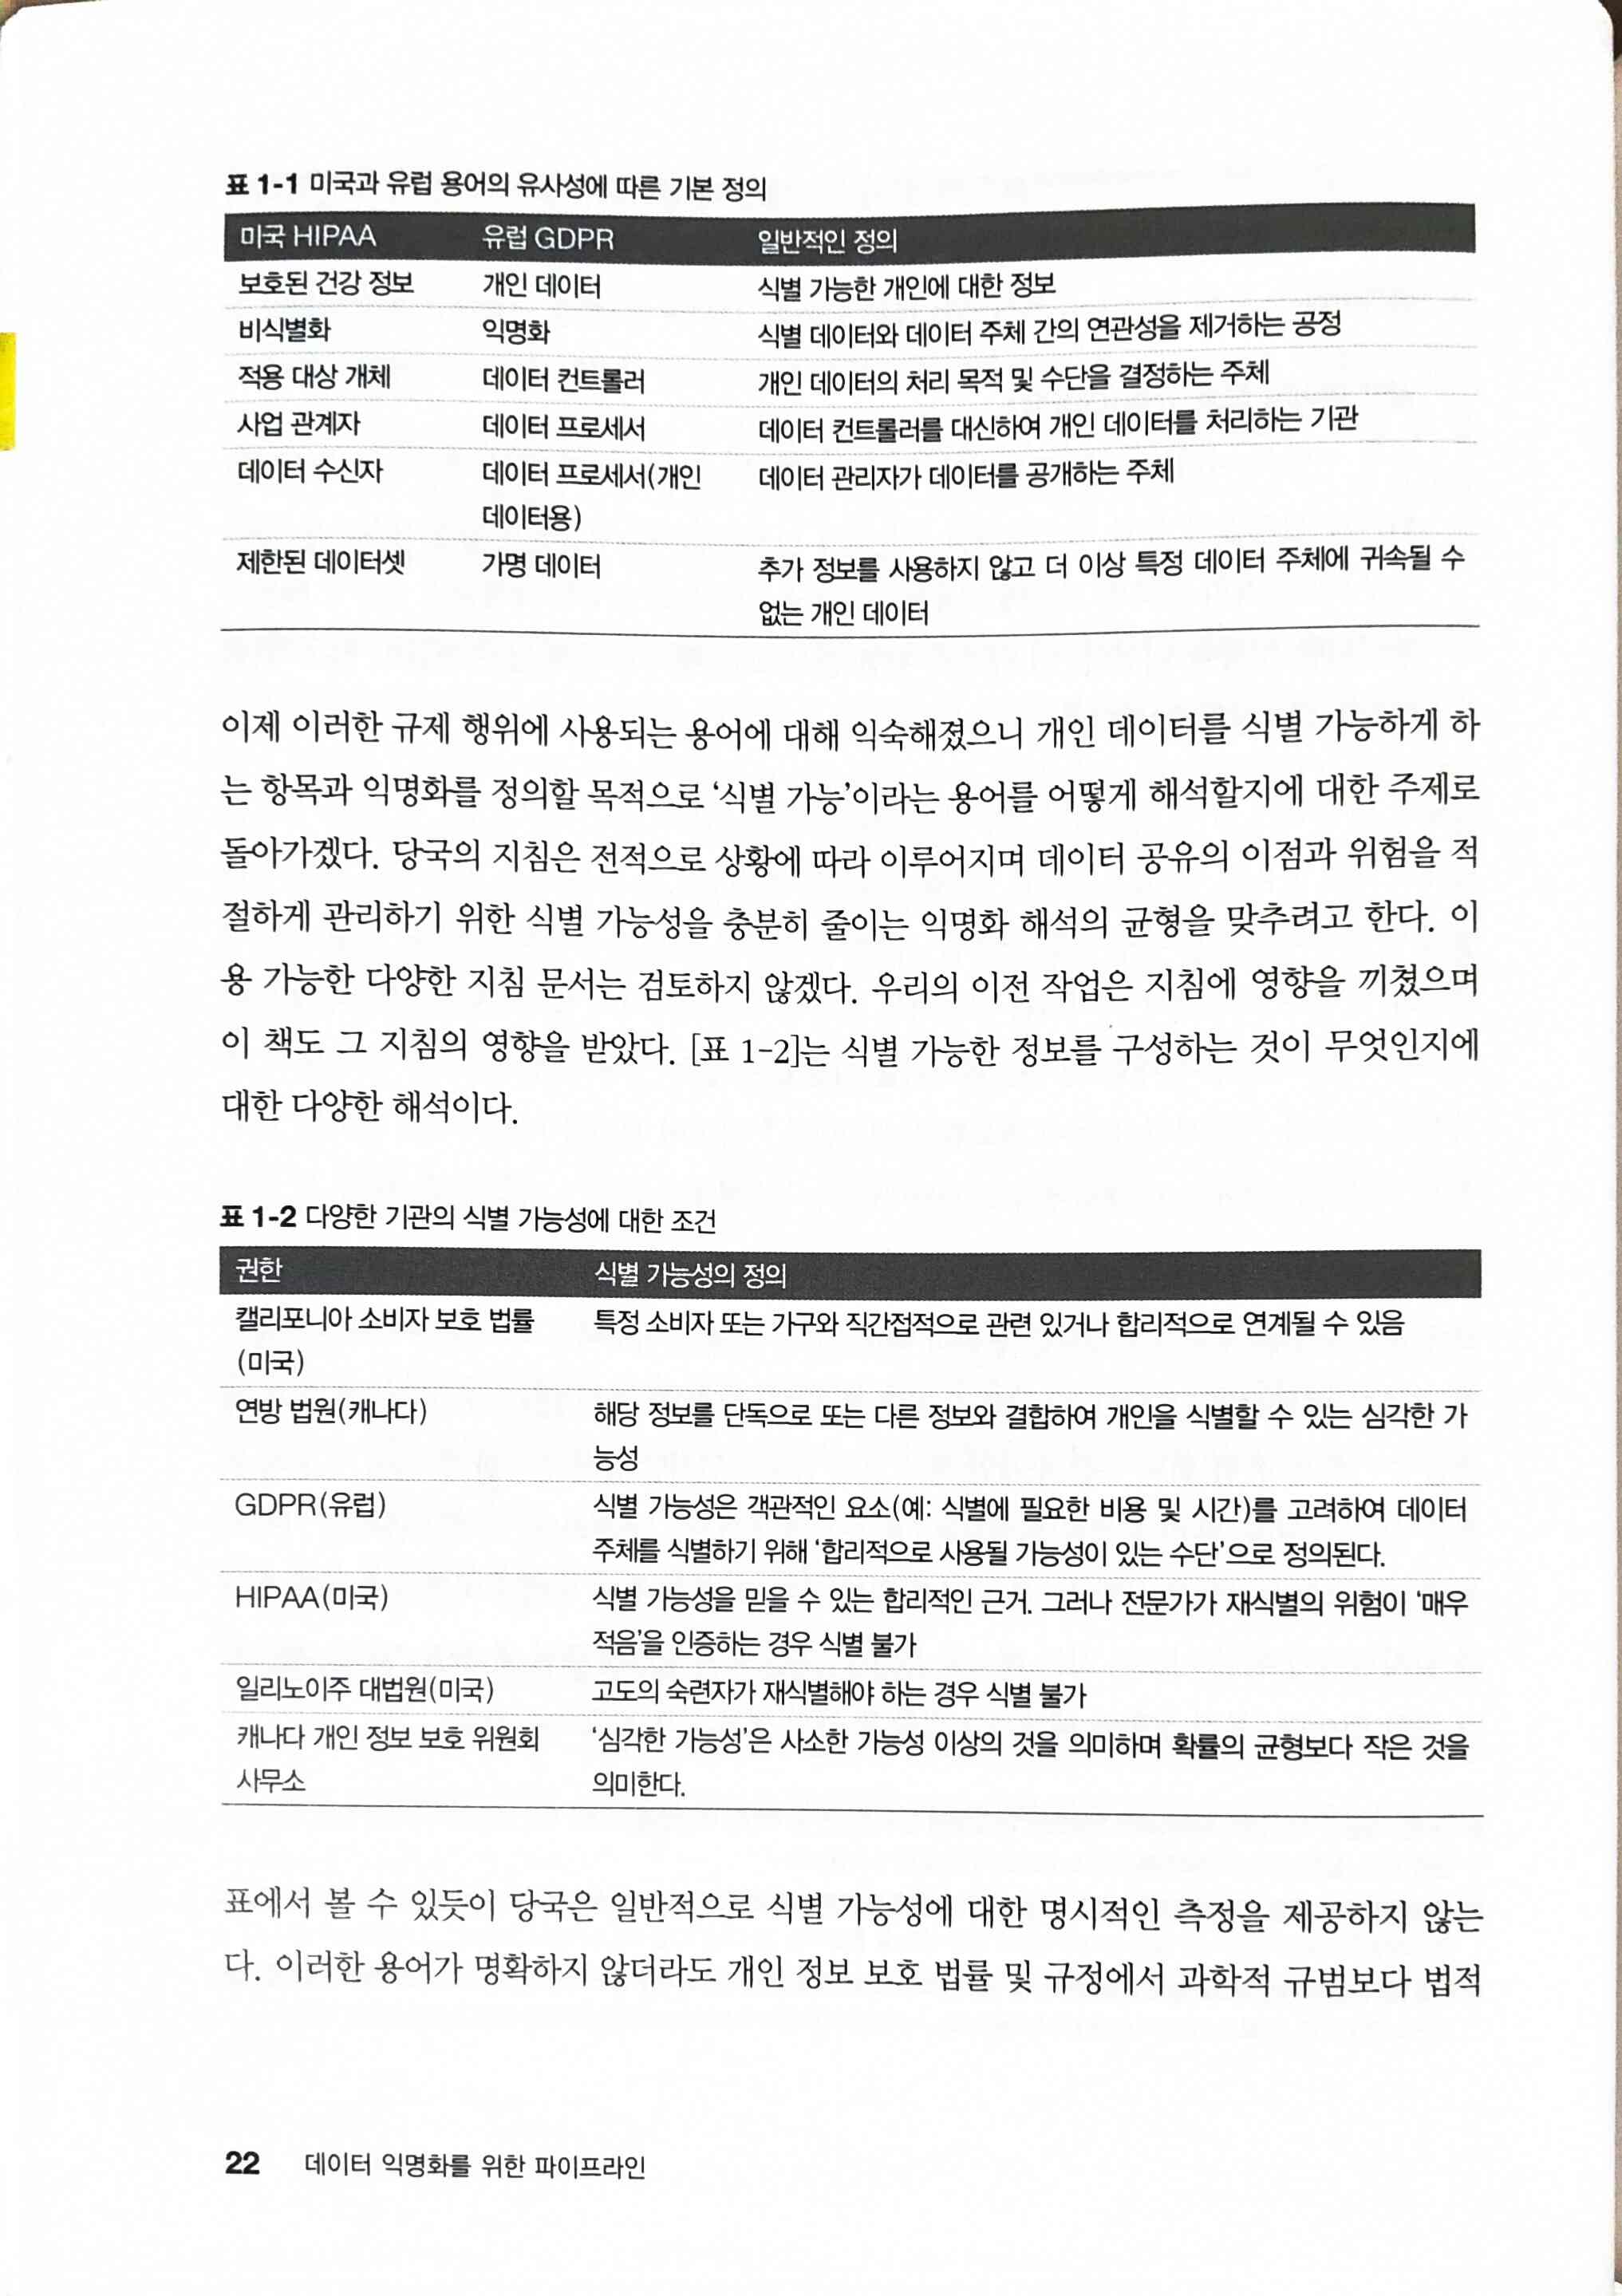 표 1-1 미국과 유럽 용어의 유사성에 따른 기본 정의
미국 HIPAA 유럽 GDPR 일반적인 정의
보호된 건강 정보 개인 데이터 식별 가능한 개인에 대한 정보
비식별화 익명화 식별 데이터와 데이터 주체 간의 연관성을 제거하는 공정
적용 대상 개체 데이터 컨트롤러 개인 데이터의 처리 목적 및 수단을 결정하는 주체
사업 관계자 데이터 프로세서 데이터 컨트롤러를 대신하여 개인 데이터를 처리하는 기관
데이터 수신자 데이터 프로세서(개인 데이터 관리자가 데이터를 공개하는 주체
데이터용)
제한된 데이터셋 가명 데이터 추가 정보를 사용하지 않고 더 이상 특정 데이터 주체에 귀속될 수
없는 개인 데이터
이제 이러한 규제 행위에 사용되는 용어에 대해 익숙해졌으니 개인 데이터를 식별 가능하게 하
는 항목과 익명화를 정의할 목적으로 ‘식별 가능’이라는 용어를 어떻게 해석할지에 대한 주제로
돌아가겠다. 당국의 지침은 전적으로 상황에 따라 이루어지며 데이터 공유의 이점과 위험을 적
절하게 관리하기 위한 식별 가능성을 충분히 줄이는 익명화 해석의 균형을 맞추려고 한다. 이
용 가능한 다양한 지침 문서는 검토하지 않겠다. 우리의 이전 작업은 지침에 영향을 끼쳤으며
이 책도 그 지침의 영향을 받았다. [표 1-2]는 식별 가능한 정보를 구성하는 것이 무엇인지에
대한 다양한 해석이다.
표 1-2 다양한 기관의 식별 가능성에 대한 조건
권한 식별 가능성의 정의
캘리포니아 소비자 보호 법률 특정 소비자 또는 가구와 직간접적으로 관련 있거나 합리적으로 연계될 수 있음
(미국)
연방 법원(캐나다) 해당 정보를 단독으로 또는 다른 정보와 결합하여 개인을 식별할 수 있는 심각한 가
능성
GDPR(유럽) 식별 가능성은 객관적인 요소(예: 식별에 필요한 비용 및 시간)를 고려하여 데이터
주체를 식별하기 위해 ‘합리적으로 사용될 가능성이 있는 수단’으로 정의된다.
HIPAA(미국) 식별 가능성을 믿을 수 있는 합리적인 근거. 그러나 전문가가 재식별의 위험이 ‘매우
적음’을 인증하는 경우 식별 불가
일리노이주 대법원(미국) 고도의 숙련자가 재식별해야 하는 경우 식별 불가
캐나다 개인 정보 보호 위원회 ‘심각한 가능성’은 사소한 가능성 이상의 것을 의미하며 확률의 균형보다 작은 것을
사무소 의미한다.
표에서 볼 수 있듯이 당국은 일반적으로 식별 가능성에 대한 명시적인 측정을 제공하지 않는
다. 이러한 용어가 명확하지 않더라도 개인 정보 보호 법률 및 규정에서 과학적 규범보다 법적
22 데이터 익명화를 위한 파이프라인